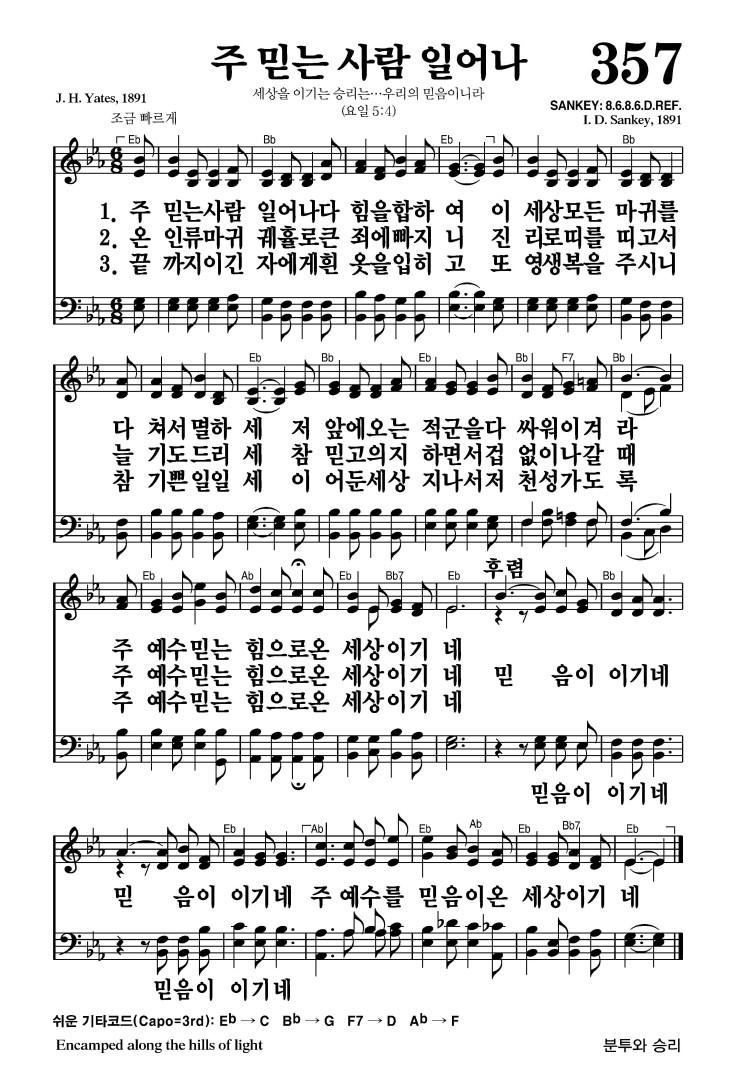 주 믿는 사람 일어나 357
J. H. Yates, 1891
세상을 이기는 승리는…우리의 믿음이니라
(요일 5:4)
SANKEY: 8.6.8.6.D.REF.
I. D. Sankey, 1891
조금 빠르게
Eb Bb Eb Bb
1. 주 믿는사람 일어나다 힘을합하 여 이 세상모든 마귀를
2. 온 인류마귀 궤휼로큰 죄에빠지 니 진 리로띠를 띠고서
3. 끝 까지이긴 자에게흰 옷을입히 고 또 영생복을 주시니
Eb Bb Eb Bb F7 Bb
다 쳐서멸하 세 저 앞에오는 적군을다 싸워이겨 라
늘 기도드리 세 참 믿고의지 하면서겁 없이나갈 때
참 기쁜일일 세 이 어둔세상 지나서저 천성가도 록
후렴
Eb Ab Eb Bb Bb7 Eb Bb
주 예수믿는 힘으로온 세상이기 네
주 예수믿는 힘으로온 세상이기 네 믿 음이 이기네
주 예수믿는 힘으로온 세상이기 네
믿음이 이기네
Eb Ab Eb Ab Eb Bb7 Eb
믿 음이 이기네 주 예수를 믿음이온 세상이기 네
믿음이 이기네
쉬운 기타코드(Capo=3rd): Eb → C Bb → G F7 → D Ab → F
Encamped along the hills of light
분투와 승리